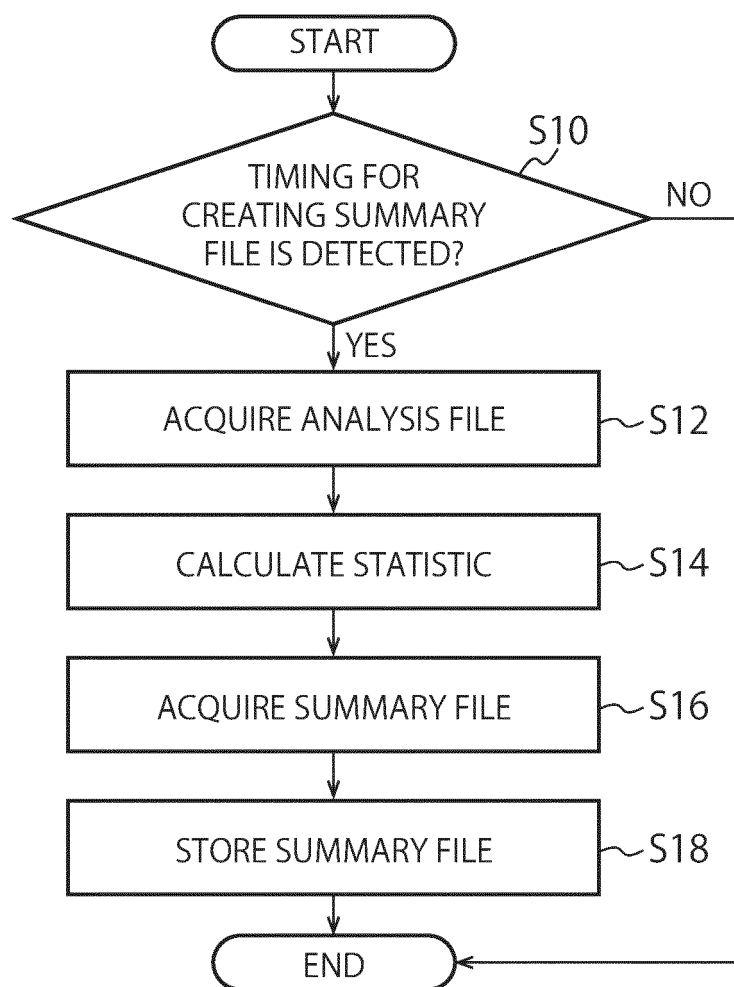 START
S10
TIMING FOR
CREATING SUMMARY
FILE IS DETECTED?
NO
YES
ACQUIRE ANALYSIS FILE
S12
CALCULATE STATISTIC
S14
ACQUIRE SUMMARY FILE
S16
STORE SUMMARY FILE
S18
END